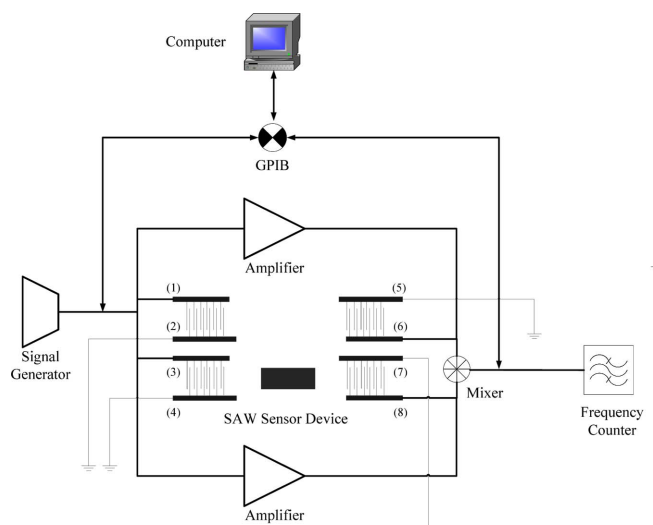 Computer
GPIB
Amplifier
(1)
(5)
(2)
(6)
Signal
Generator
(3)
(7)
Mixer
(4)
(8)
SAW Sensor Device
Frequency
Counter
Amplifier